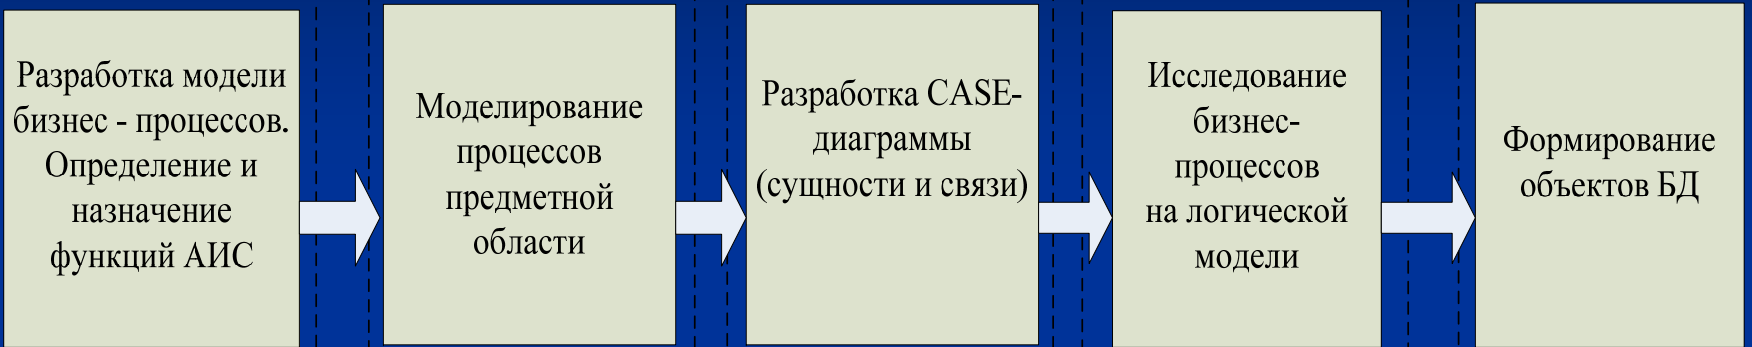 Разработка модели
бизнес - процессов.
Определение и
назначение
функций АИС
Моделирование
процессов
предметной
области
Разработка CASE-
диаграммы
(сущности и связи)
Исследование
бизнес-
процессов
на логической
модели
Формирование
объектов БД